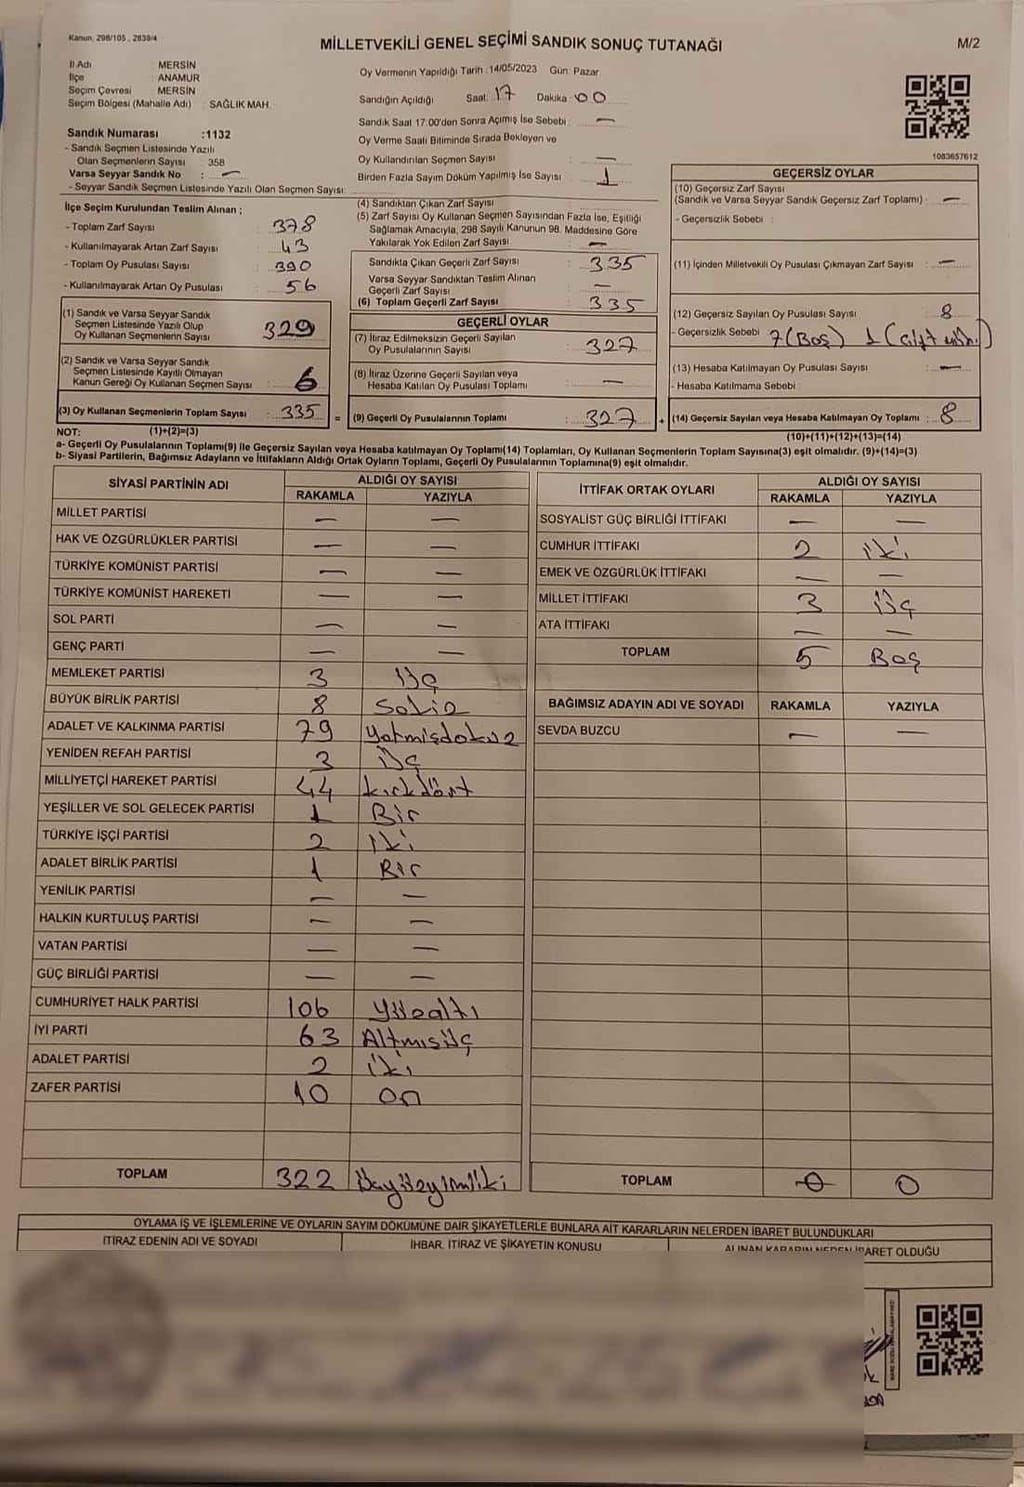 Kanun, 298/105 , 2839/4
MİLLETVEKİLİ GENEL SEÇİMİ SANDIK SONUÇ TUTANAĞI
M/2
İl Adı MERSİN
İlçe ANAMUR
Seçim Çevresi MERSİN
Seçim Bölgesi (Mahalle Adı) : SAĞLIK MAH.
Sandık Numarası :1132
- Sandık Seçmen Listesinde Yazılı
Olan Seçmenlerin Sayısı : 358
Varsa Seyyar Sandık No : —
- Seyyar Sandık Seçmen Listesinde Yazılı Olan Seçmen Sayısı:
Oy Vermenin Yapıldığı Tarih :14/05/2023 Gün: Pazar
Sandığın Açıldığı Saat: 17 Dakika: 00
Sandık Saat 17.00'den Sonra Açmış İse Sebebi : —
Oy Verme Saati Bitiminde Sırada Bekleyen ve
Oy Kullandırılan Seçmen Sayısı : —
Birden Fazla Sayım Döküm Yapılmış İse Sayısı : 1
1083657612
İlçe Seçim Kurulundan Teslim Alınan ;
- Toplam Zarf Sayısı : 378
- Kullanılmayarak Artan Zarf Sayısı : 43
- Toplam Oy Pusulası Sayısı : 390
- Kullanılmayarak Artan Oy Pusulası : 56
(1) Sandık ve Varsa Seyyar Sandık
Seçmen Listesinde Yazılı Olup
Oy Kullanan Seçmenlerin Sayısı 329
(2) Sandık ve Varsa Seyyar Sandık
Seçmen Listesinde Kayıtlı Olmayan
Kanun Gereği Oy Kullanan Seçmen Sayısı : 6
(3) Oy Kullanan Seçmenlerin Toplam Sayısı : 335 =
(4) Sandıktan Çıkan Zarf Sayısı
(5) Zarf Sayısı Oy Kullanan Seçmen Sayısından Fazla İse, Eşitliği
Sağlamak Amacıyla, 298 Sayılı Kanunun 98. Maddesine Göre
Yakılarak Yok Edilen Zarf Sayısı : —
Sandıkta Çıkan Geçerli Zarf Sayısı : 335
Varsa Seyyar Sandıktan Teslim Alınan
Geçerli Zarf Sayısı : —
(6) Toplam Geçerli Zarf Sayısı : 335
GEÇERLİ OYLAR
(7) İtiraz Edilmeksizin Geçerli Sayılan
Oy Pusulalarının Sayısı : 327
(8) İtiraz Üzerine Geçerli Sayılan veya
Hesaba Katılan Oy Pusulası Toplamı : —
(9) Geçerli Oy Pusulalarının Toplamı : 327 +
GEÇERSİZ OYLAR
(10) Geçersiz Zarf Sayısı
(Sandık ve Varsa Seyyar Sandık Geçersiz Zarf Toplamı) : —
- Geçersizlik Sebebi :
(11) İçinden Milletvekili Oy Pusulası Çıkmayan Zarf Sayısı : —
(12) Geçersiz Sayılan Oy Pusulası Sayısı : 8
- Geçersizlik Sebebi : 7 (Boş) 1 (çift
(13) Hesaba Katılmayan Oy Pusulası Sayısı : —
- Hesaba Katılmama Sebebi :
(14) Geçersiz Sayılan veya Hesaba Katılmayan Oy Toplamı : 8
NOT: (1)+(2)=(3) (10)+(11)+(12)+(13)=(14)
a- Geçerli Oy Pusulalarının Toplamı(9) ile Geçersiz Sayılan veya Hesaba katılmayan Oy Toplamı(14) Toplamları, Oy Kullanan Seçmenlerin Toplam Sayısına(3) eşit olmalıdır. (9)+(14)=(3)
b- Siyasi Partilerin, Bağımsız Adayların ve İttifakların Aldığı Ortak Oyların Toplamı, Geçerli Oy Pusulalarının Toplamına(9) eşit olmalıdır.
SİYASİ PARTİNİN ADI ALDIĞI OY SAYISI
RAKAMLA YAZIYLA
MİLLET PARTİSİ — —
HAK VE ÖZGÜRLÜKLER PARTİSİ — —
TÜRKİYE KOMÜNİST PARTİSİ — —
TÜRKİYE KOMÜNİST HAREKETİ — —
SOL PARTİ — —
GENÇ PARTİ — —
MEMLEKET PARTİSİ 3 Üç
BÜYÜK BİRLİK PARTİSİ 8 Sekiz
ADALET VE KALKINMA PARTİSİ 79 Yetmişdokuz
YENİDEN REFAH PARTİSİ 3 Üç
MİLLİYETÇİ HAREKET PARTİSİ 44 kırkdört
YEŞİLLER VE SOL GELECEK PARTİSİ 1 Bir
TÜRKİYE İŞÇİ PARTİSİ 2 İki
ADALET BİRLİK PARTİSİ 1 Bir
YENİLİK PARTİSİ — —
HALKIN KURTULUŞ PARTİSİ — —
VATAN PARTİSİ — —
GÜÇ BİRLİĞİ PARTİSİ — —
CUMHURİYET HALK PARTİSİ 106 Yüzaltı
İYİ PARTİ 63 Altmışüç
ADALET PARTİSİ 2 iki
ZAFER PARTİSİ 10 on
TOPLAM 322 Üçyüzyirmiiki
İTTİFAK ORTAK OYLARI ALDIĞI OY SAYISI
RAKAMLA YAZIYLA
SOSYALİST GÜÇ BİRLİĞİ İTTİFAKI — —
CUMHUR İTTİFAKI 2 iki
EMEK VE ÖZGÜRLÜK İTTİFAKI — —
MİLLET İTTİFAKI 3 Üç
ATA İTTİFAKI — —
TOPLAM 5 Beş
BAĞIMSIZ ADAYIN ADI VE SOYADI RAKAMLA YAZIYLA
SEVDA BUZCU — —
TOPLAM 0 0
OYLAMA İŞ VE İŞLEMLERİNE VE OYLARIN SAYIM DÖKÜMÜNE DAİR ŞİKAYETLERLE BUNLARA AİT KARARLARIN NELERDEN İBARET BULUNDUKLARI
İTİRAZ EDENİN ADI VE SOYADI İHBAR, İTİRAZ VE ŞİKAYETİN KONUSU ALINAN KARARIN NEDEN İBARET OLDUĞU